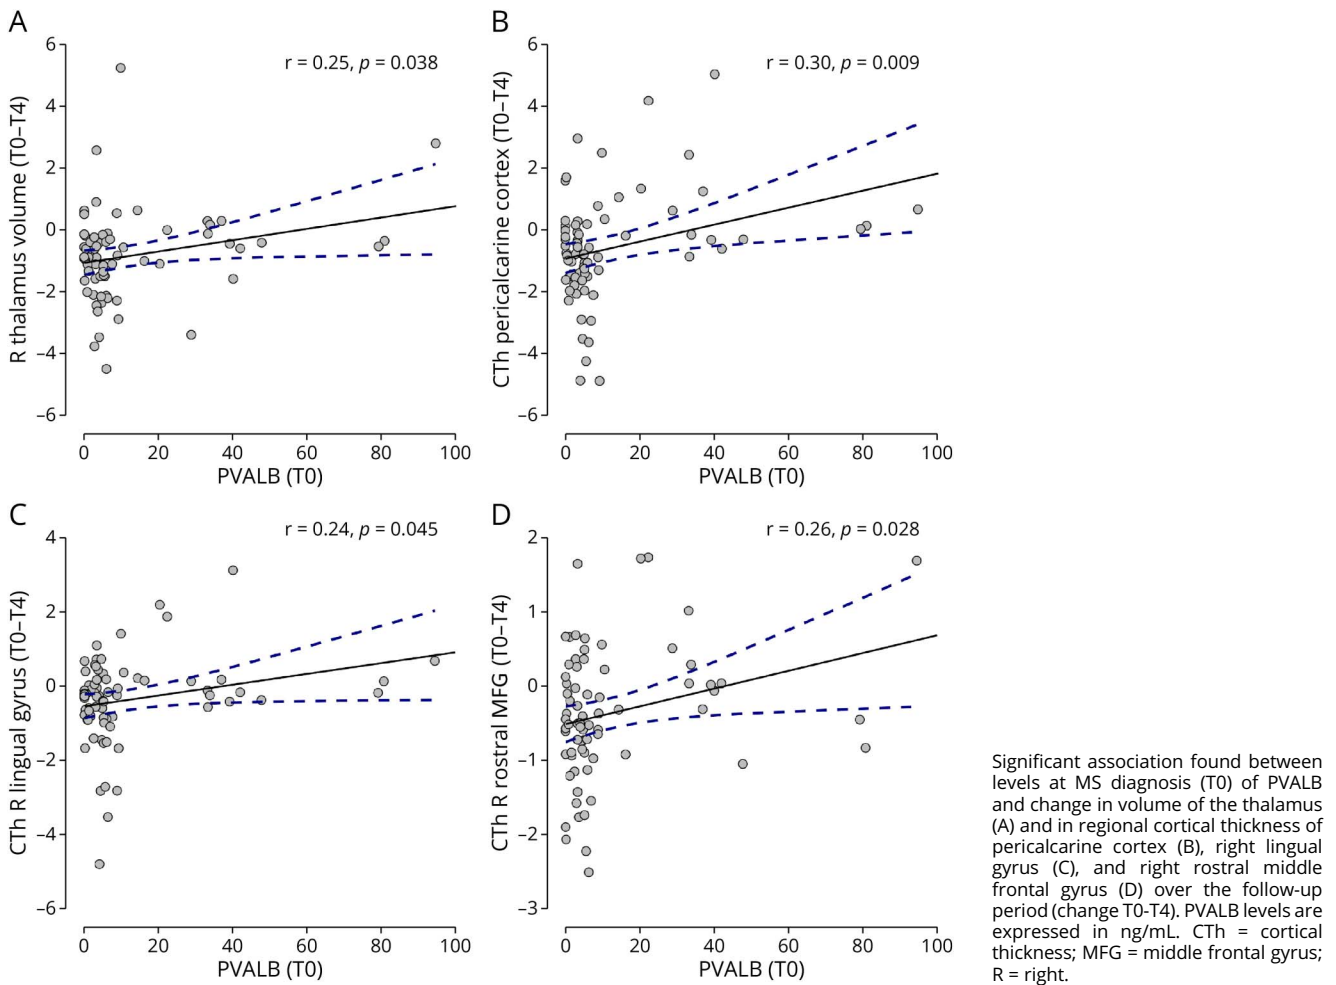 A
R thalamus volume (T0–T4)
r = 0.25, p = 0.038
6
4
2
0
–2
–4
–6
0 20 40 60 80 100
PVALB (T0)
B
CTh pericalcarine cortex (T0–T4)
r = 0.30, p = 0.009
6
4
2
0
–2
–4
–6
0 20 40 60 80 100
PVALB (T0)
C
CTh R lingual gyrus (T0–T4)
r = 0.24, p = 0.045
4
2
0
–2
–4
–6
0 20 40 60 80 100
PVALB (T0)
D
CTh R rostral MFG (T0–T4)
r = 0.26, p = 0.028
2
1
0
–1
–2
–3
0 20 40 60 80 100
PVALB (T0)
Significant association found between
levels at MS diagnosis (T0) of PVALB
and change in volume of the thalamus
(A) and in regional cortical thickness of
pericalcarine cortex (B), right lingual
gyrus (C), and right rostral middle
frontal gyrus (D) over the follow-up
period (change T0-T4). PVALB levels are
expressed in ng/mL. CTh = cortical
thickness; MFG = middle frontal gyrus;
R = right.